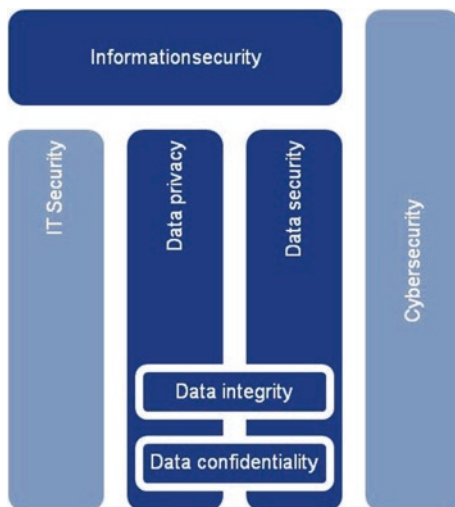 Informationsecurity
IT Security
Data privacy
Data security
Cybersecurity
Data integrity
Data confidentiality